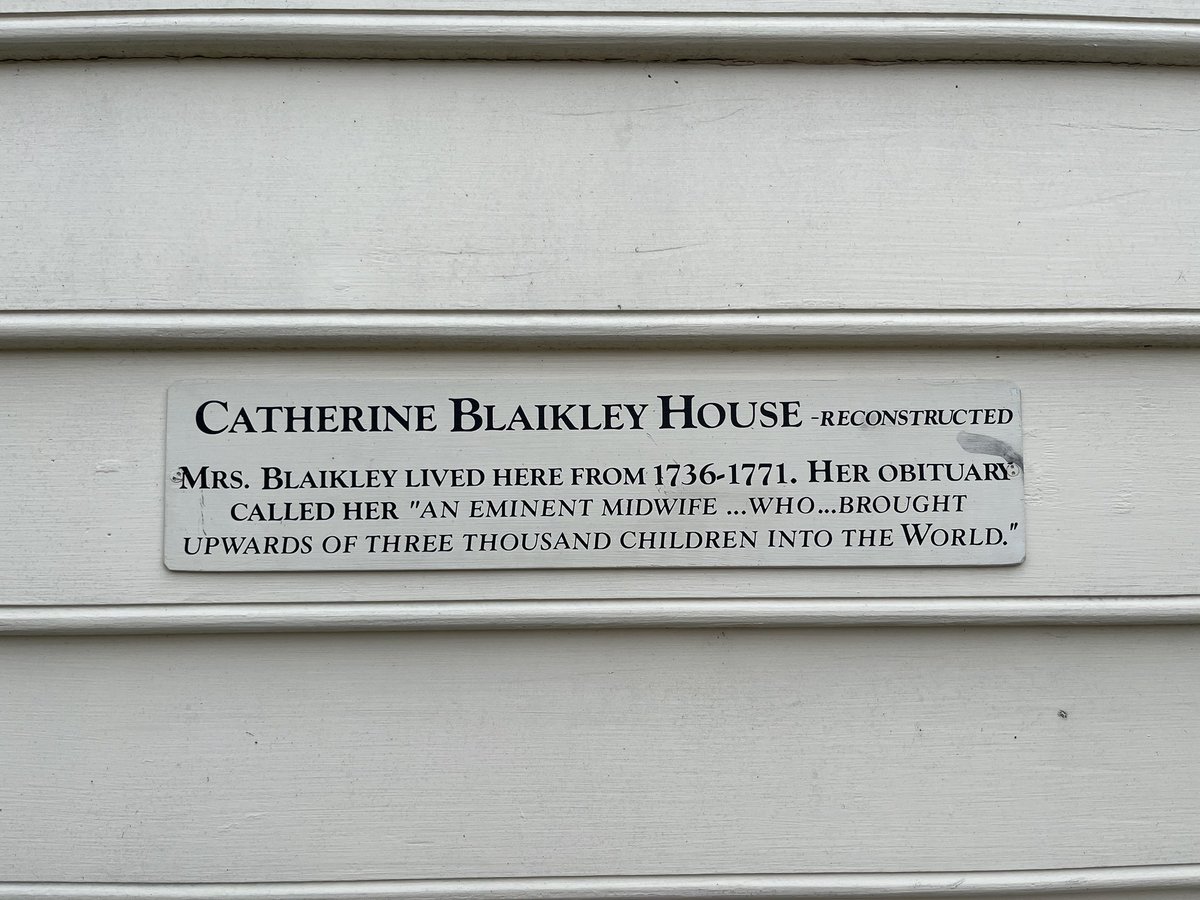 CATHERINE BLAIKLEY HOUSE -RECONSTRUCTED
MRS. BLAIKLEY LIVED HERE FROM 1736-1771. HER OBITUARY
CALLED HER "AN EMINENT MIDWIFE ...WHO...BROUGHT
UPWARDS OF THREE THOUSAND CHILDREN INTO THE WORLD."